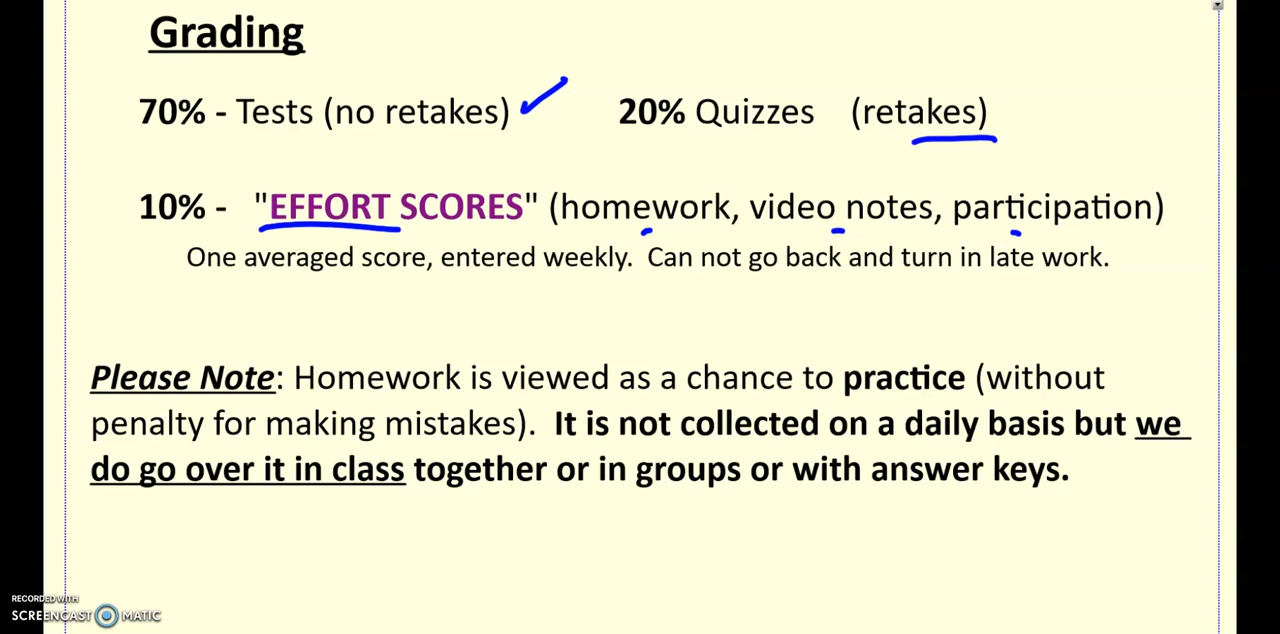 Grading
70% - Tests (no retakes) 20% Quizzes (retakes)
10% - "EFFORT SCORES" (homework, video notes, participation)
One averaged score, entered weekly. Can not go back and turn in late work.
Please Note: Homework is viewed as a chance to practice (without
penalty for making mistakes). It is not collected on a daily basis but we
do go over it in class together or in groups or with answer keys.
RECORDED WITH
SCREENCAST MATIC